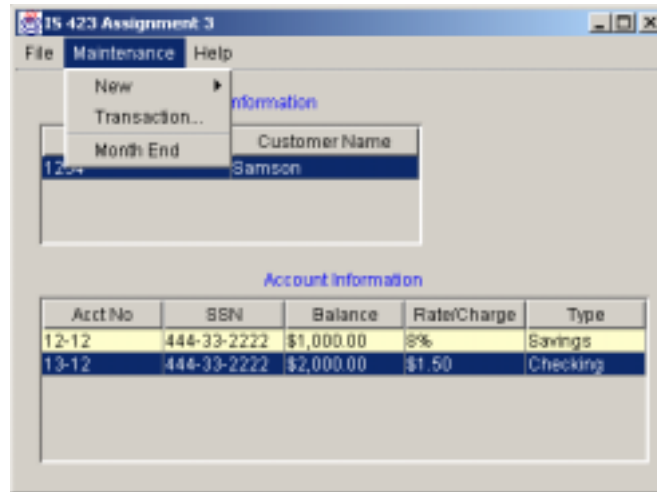 IS 423 Assignment 3
File Maintenance Help
New
Transaction...
Month End
nformation
Customer Name
1234 Samson
Account Information
Acct No SSN Balance Rate/Charge Type
12-12 444-33-2222 $1,000.00 8% Savings
13-12 444-33-2222 $2,000.00 $1.50 Checking